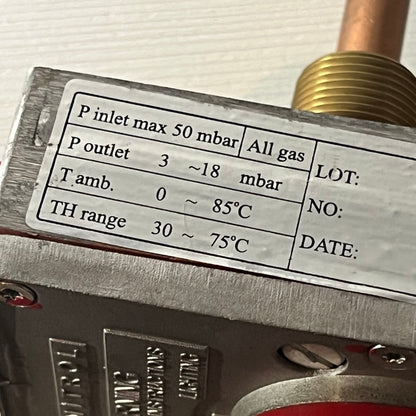 P inlet max 50 mbar All gas
P outlet 3 ~18 mbar
T amb. 0 ~ 85℃
TH range 30 ~ 75℃
LOT:
NO:
DATE: